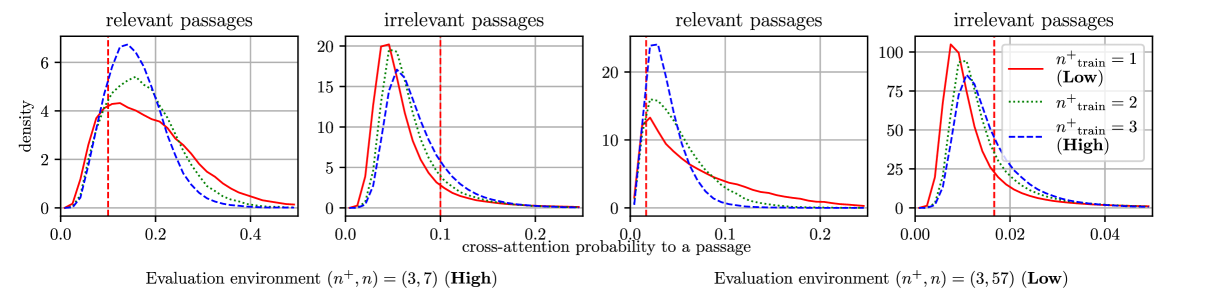 relevant passages
irrelevant passages
relevant passages
irrelevant passages
density
6
4
2
0
0.0 0.2 0.4
20
15
10
5
0
0.0 0.1 0.2
20
10
0
0.0 0.1 0.2
100
75
50
25
0
0.00 0.02 0.04
n⁺train = 1
(Low)
n⁺train = 2
n⁺train = 3
(High)
cross-attention probability to a passage
Evaluation environment (n⁺, n) = (3, 7) (High)
Evaluation environment (n⁺, n) = (3, 57) (Low)